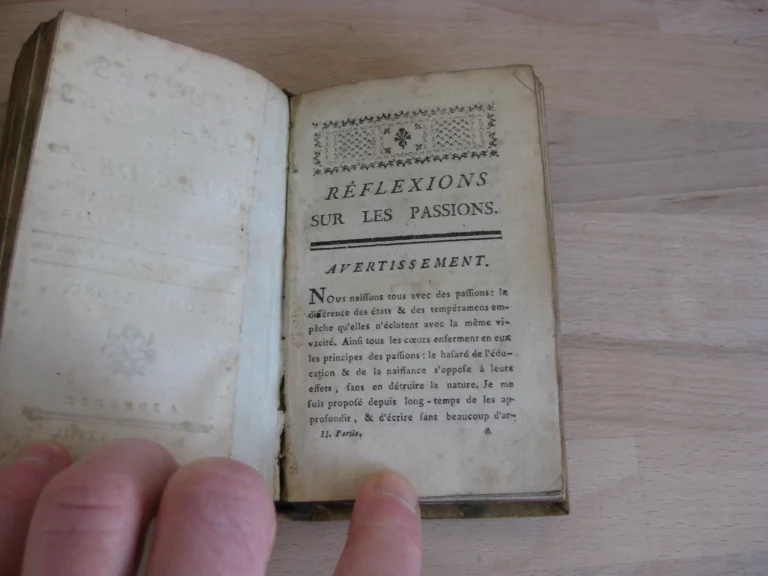 RÉFLEXIONS
SUR LES PASSIONS.
AVERTISSEMENT.
Nous naiſſons tous avec des paſſions : la
différence des états & des tempéramens em-
pêche qu'elles n'éclatent avec la même vi-
vacité. Ainſi tous les cœurs enferment en eux
les principes des paſſions : le haſard de l'édu-
cation & de la naiſſance s'oppoſe à leurs
effets, ſans en détruire la nature. Je me
ſuis propoſé depuis long-temps de les ap-
profondir, & d'écrire ſans beaucoup d'ar-
II. Partie. A